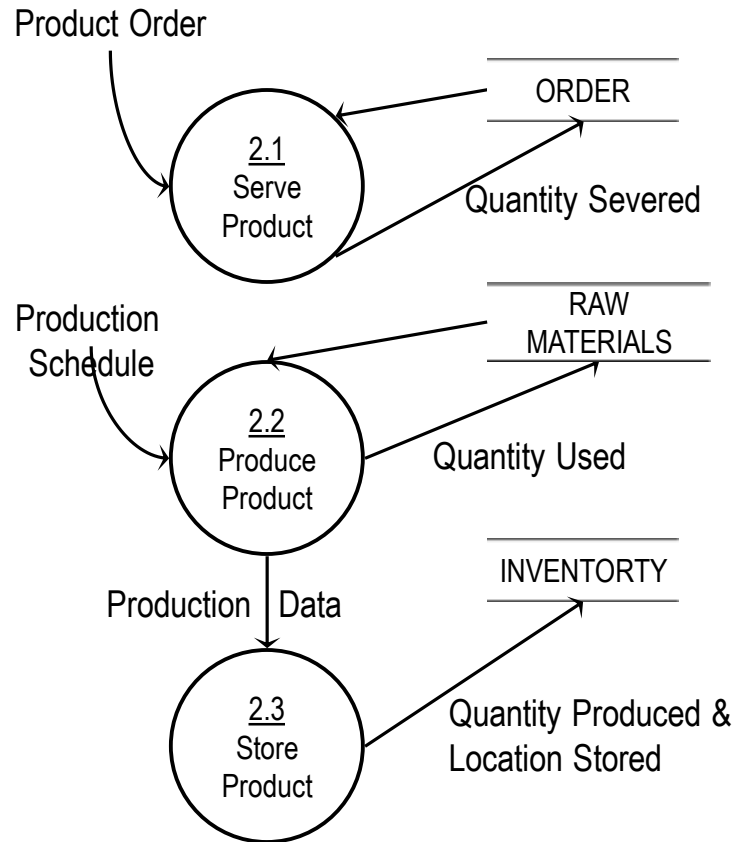 Product Order
ORDER
2.1
Serve
Product
Quantity Severed
RAW
MATERIALS
Production
Schedule
2.2
Produce
Product
Quantity Used
INVENTORTY
Production Data
2.3
Store
Product
Quantity Produced &
Location Stored